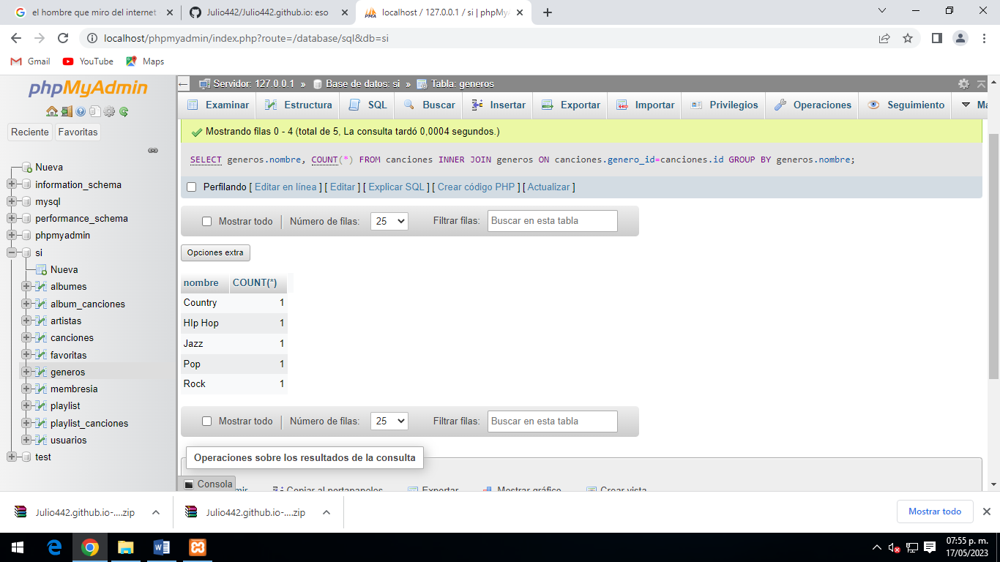 el hombre que miro del internet
Julio442/Julio442.github.io: eso
localhost / 127.0.0.1 / si | phpMyA
localhost/phpmyadmin/index.php?route=/database/sql&db=si
Gmail
YouTube
Maps
phpMyAdmin
Reciente
Favoritas
Nueva
information_schema
mysql
performance_schema
phpmyadmin
si
Nueva
albumes
album_canciones
artistas
canciones
favoritas
generos
membresia
playlist
playlist_canciones
usuarios
test
Servidor: 127.0.0.1 » Base de datos: si » Tabla: generos
Examinar
Estructura
SQL
Buscar
Insertar
Exportar
Importar
Privilegios
Operaciones
Seguimiento
Ma
Mostrando filas 0 - 4 (total de 5, La consulta tardó 0,0004 segundos.)
SELECT generos.nombre, COUNT(*) FROM canciones INNER JOIN generos ON canciones.genero_id=canciones.id GROUP BY generos.nombre;
Perfilando [ Editar en línea ] [ Editar ] [ Explicar SQL ] [ Crear código PHP ] [ Actualizar ]
Mostrar todo | Número de filas: 25 Filtrar filas: Buscar en esta tabla
Opciones extra
nombre COUNT(*)
Country 1
HIp Hop 1
Jazz 1
Pop 1
Rock 1
Mostrar todo | Número de filas: 25 Filtrar filas: Buscar en esta tabla
Operaciones sobre los resultados de la consulta
Consola
mir
Copiar al portapapeles
Exportar
Mostrar gráfico
Crear vista
Julio442.github.io-....zip
Julio442.github.io-....zip
Mostrar todo
07:55 p. m.
17/05/2023